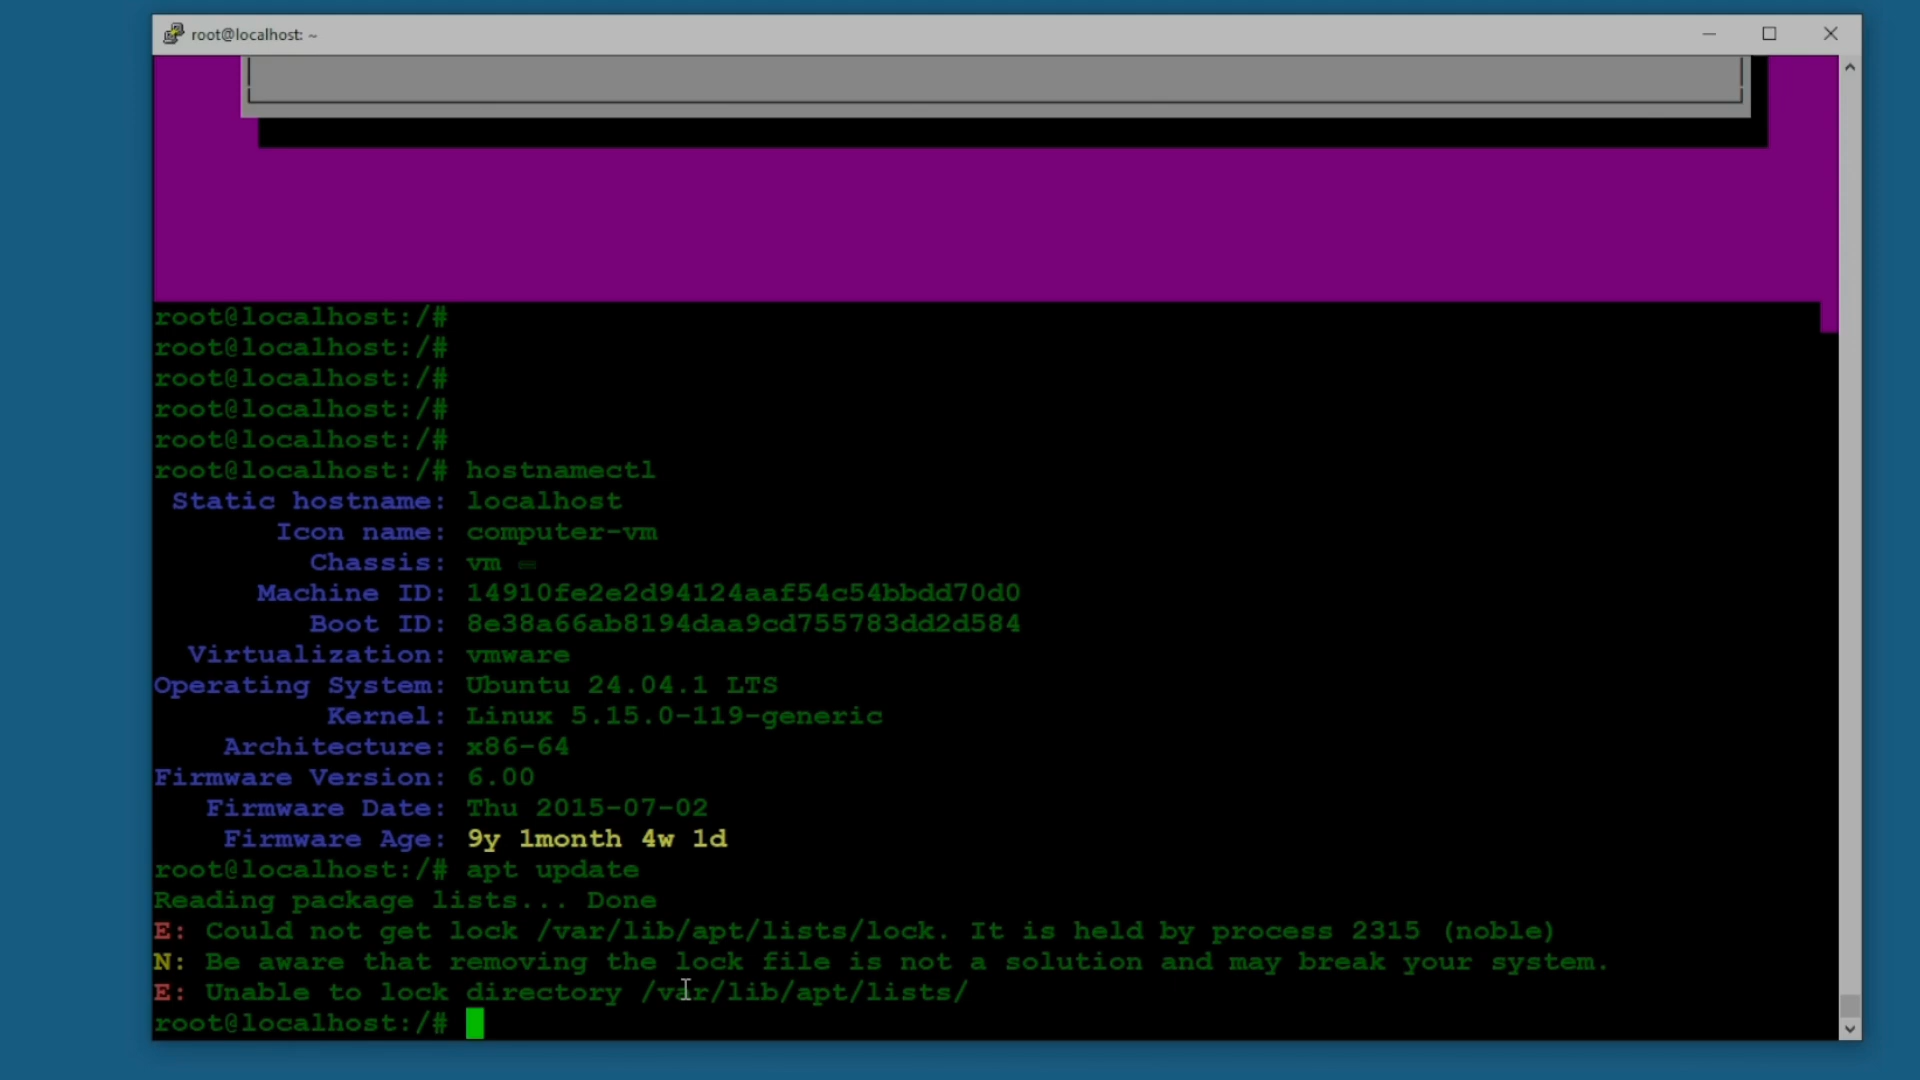 root@localhost: ~
root@localhost:/#
root@localhost:/#
root@localhost:/#
root@localhost:/#
root@localhost:/#
root@localhost:/# hostnamectl
Static hostname: localhost
Icon name: computer-vm
Chassis: vm
Machine ID: 14910fe2e2d94124aaf54c54bbdd70d0
Boot ID: 8e38a66ab8194daa9cd755783dd2d584
Virtualization: vmware
Operating System: Ubuntu 24.04.1 LTS
Kernel: Linux 5.15.0-119-generic
Architecture: x86-64
Firmware Version: 6.00
Firmware Date: Thu 2015-07-02
Firmware Age: 9y 1month 4w 1d
root@localhost:/# apt update
Reading package lists... Done
E: Could not get lock /var/lib/apt/lists/lock. It is held by process 2315 (noble)
N: Be aware that removing the lock file is not a solution and may break your system.
E: Unable to lock directory /var/lib/apt/lists/
root@localhost:/#